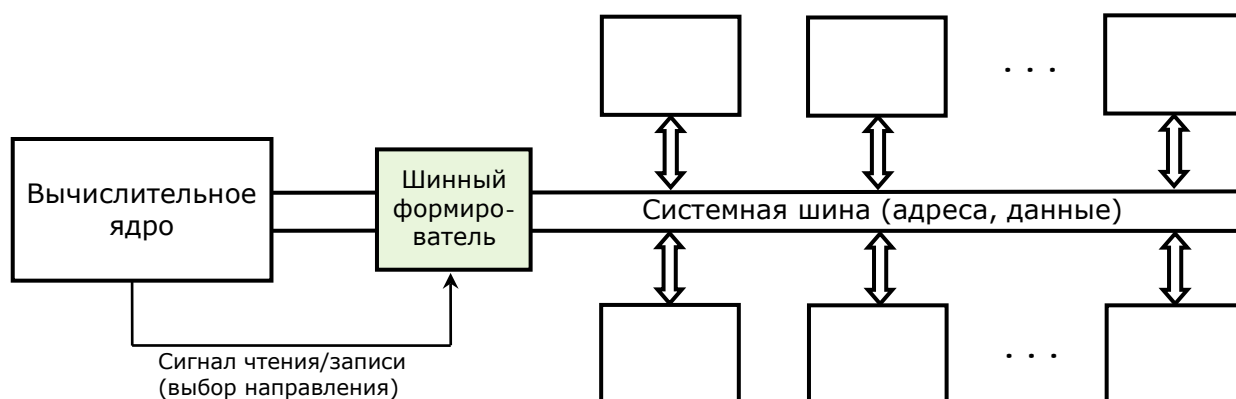 . . .
Вычислительное
ядро
Шинный
формиро-
ватель
Системная шина (адреса, данные)
Сигнал чтения/записи
(выбор направления)
. . .